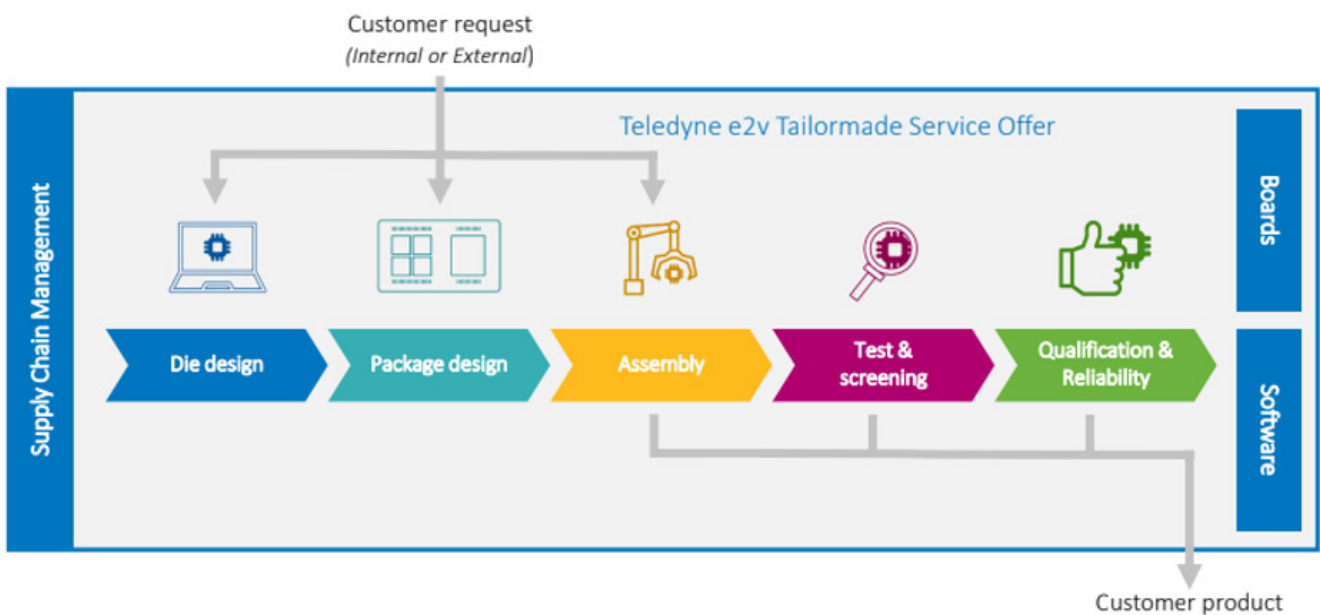 Customer request
(Internal or External)
Teledyne e2v Tailormade Service Offer
Supply Chain Management
Boards
Die design
Package design
Assembly
Test &
screening
Qualification &
Reliability
Software
Customer product